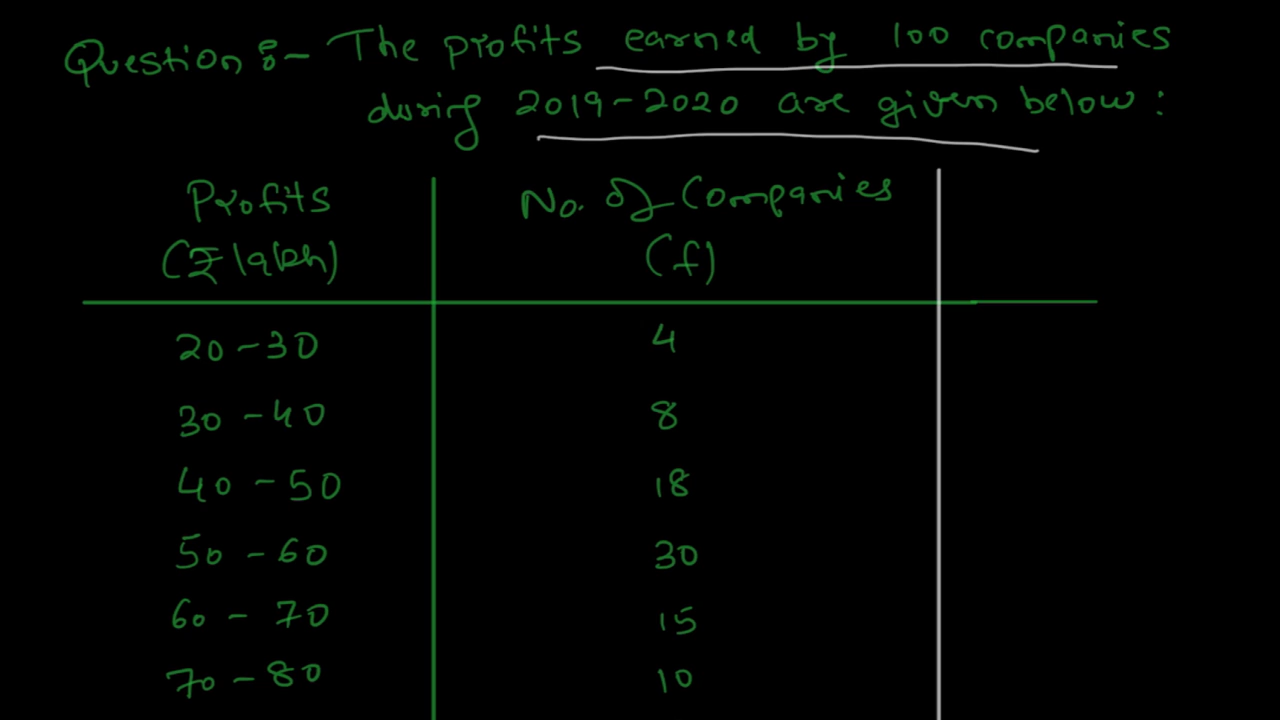 Question :- The profits earned by 100 companies
during 2019-2020 are given below :
Profits No. of Companies
(₹ lakh) (f)
20-30 4
30-40 8
40-50 18
50-60 30
60-70 15
70-80 10